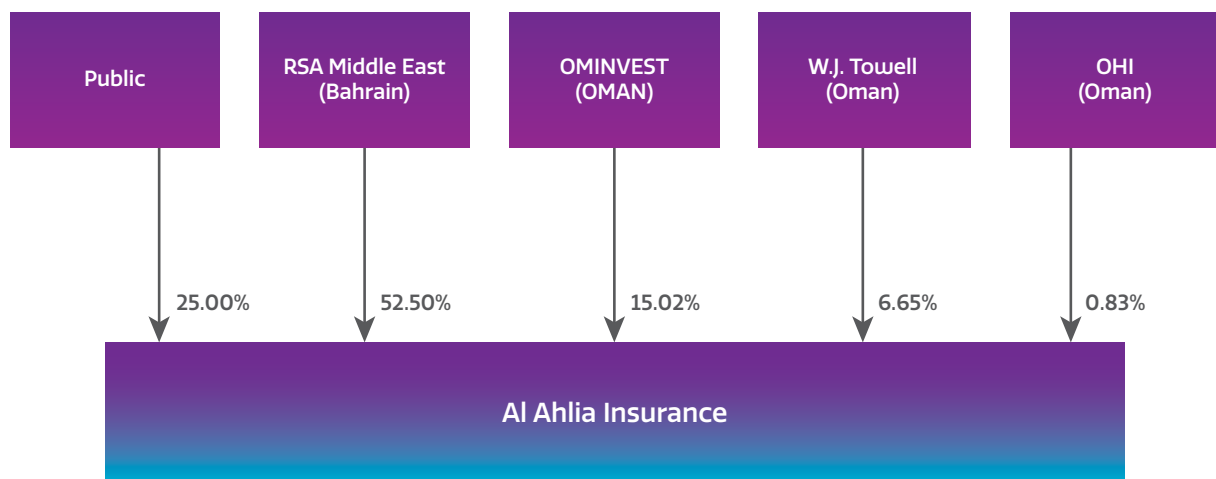 Public
RSA Middle East
(Bahrain)
OMINVEST
(OMAN)
W.J. Towell
(Oman)
OHI
(Oman)
25.00%
52.50%
15.02%
6.65%
0.83%
Al Ahlia Insurance